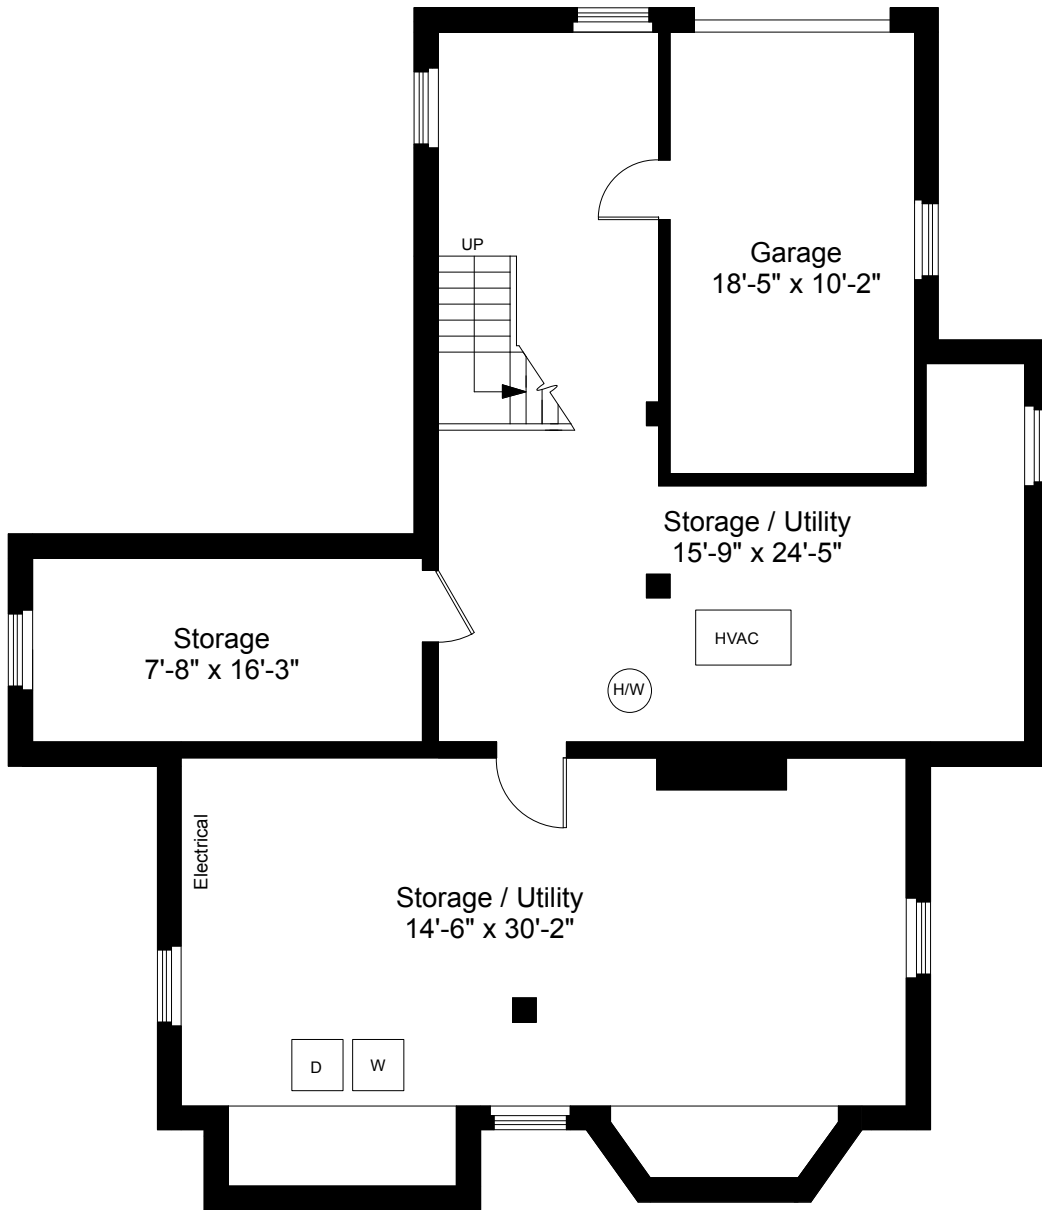 UP
Garage
18'-5" x 10'-2"
Storage / Utility
15'-9" x 24'-5"
Storage
7'-8" x 16'-3"
HVAC
H/W
Electrical
Storage / Utility
14'-6" x 30'-2"
D
W